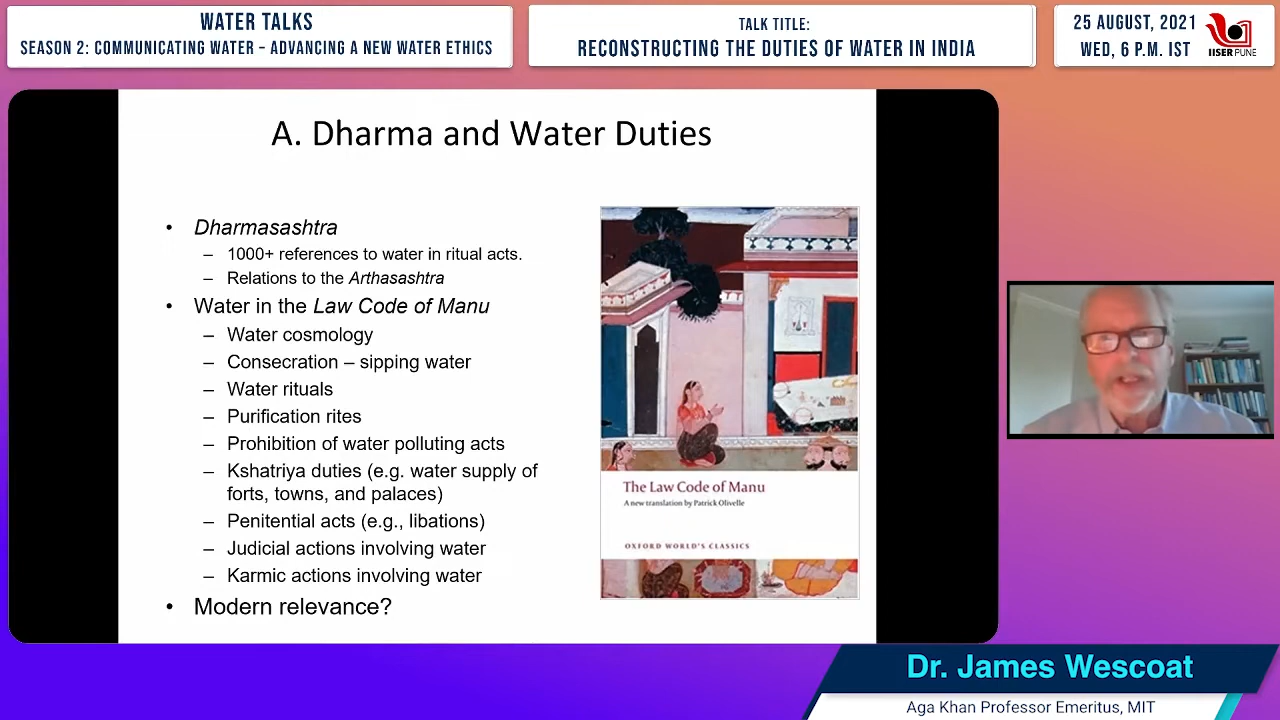 WATER TALKS
SEASON 2: COMMUNICATING WATER – ADVANCING A NEW WATER ETHICS
TALK TITLE:
RECONSTRUCTING THE DUTIES OF WATER IN INDIA
25 AUGUST, 2021
WED, 6 P.M. IST
IISER PUNE
A. Dharma and Water Duties
• Dharmasashtra
– 1000+ references to water in ritual acts.
– Relations to the Arthasashtra
• Water in the Law Code of Manu
– Water cosmology
– Consecration – sipping water
– Water rituals
– Purification rites
– Prohibition of water polluting acts
– Kshatriya duties (e.g. water supply of
forts, towns, and palaces)
– Penitential acts (e.g., libations)
– Judicial actions involving water
– Karmic actions involving water
• Modern relevance?
The Law Code of Manu
A new translation by Patrick Olivelle
OXFORD WORLD'S CLASSICS
Dr. James Wescoat
Aga Khan Professor Emeritus, MIT